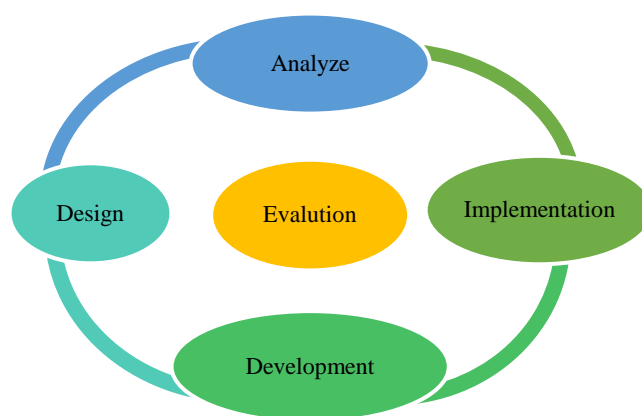 Analyze
Design
Evalution
Implementation
Development